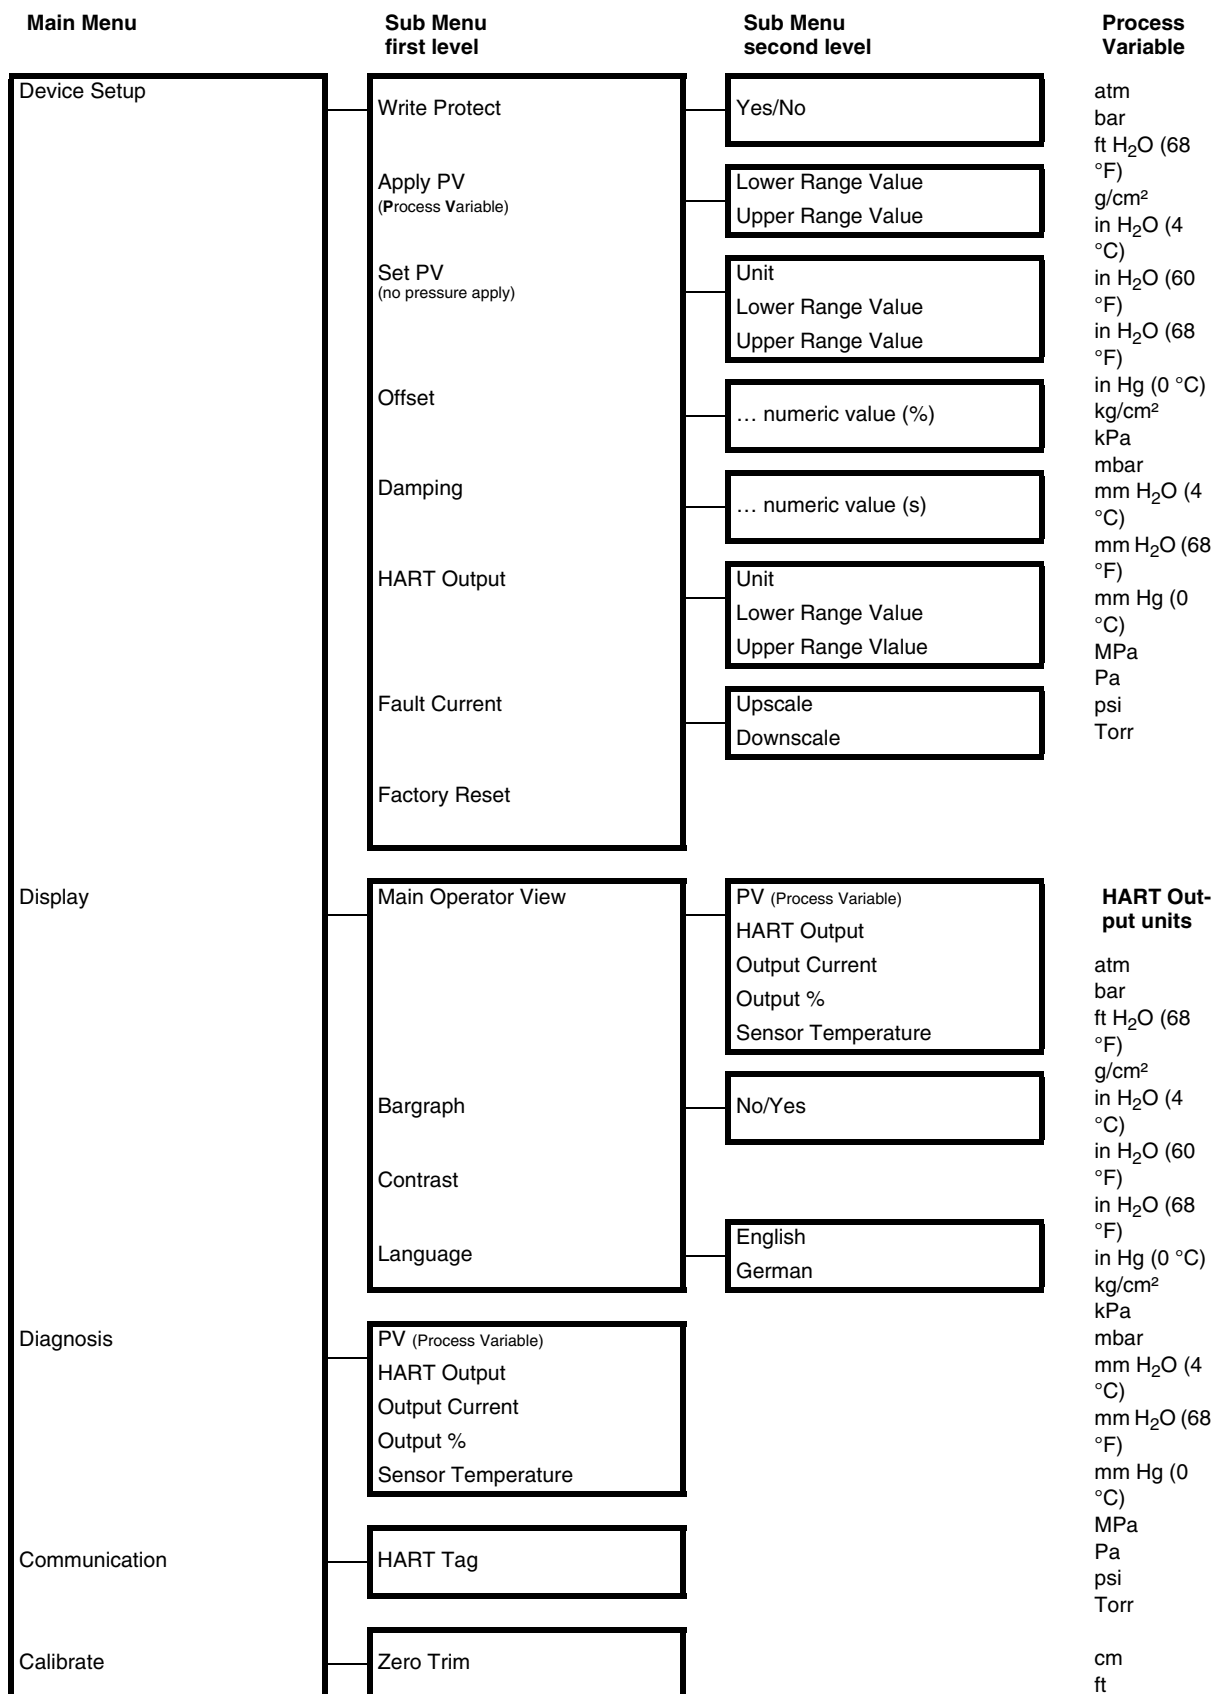 Main Menu
Sub Menu
first level
Sub Menu
second level
Process
Variable
Device Setup
Write Protect
Yes/No
Apply PV
(Process Variable)
Lower Range Value
Upper Range Value
Set PV
(no pressure apply)
Unit
Lower Range Value
Upper Range Value
Offset
… numeric value (%)
Damping
… numeric value (s)
HART Output
Unit
Lower Range Value
Upper Range Vlalue
Fault Current
Upscale
Downscale
Factory Reset
atm
bar
ft H₂O (68
°F)
g/cm²
in H₂O (4
°C)
in H₂O (60
°F)
in H₂O (68
°F)
in Hg (0 °C)
kg/cm²
kPa
mbar
mm H₂O (4
°C)
mm H₂O (68
°F)
mm Hg (0
°C)
MPa
Pa
psi
Torr
Display
Main Operator View
PV (Process Variable)
HART Output
Output Current
Output %
Sensor Temperature
Bargraph
No/Yes
Contrast
Language
English
German
Diagnosis
PV (Process Variable)
HART Output
Output Current
Output %
Sensor Temperature
Communication
HART Tag
Calibrate
Zero Trim
HART Out-
put units
atm
bar
ft H₂O (68
°F)
g/cm²
in H₂O (4
°C)
in H₂O (60
°F)
in H₂O (68
°F)
in Hg (0 °C)
kg/cm²
kPa
mbar
mm H₂O (4
°C)
mm H₂O (68
°F)
mm Hg (0
°C)
MPa
Pa
psi
Torr
cm
ft